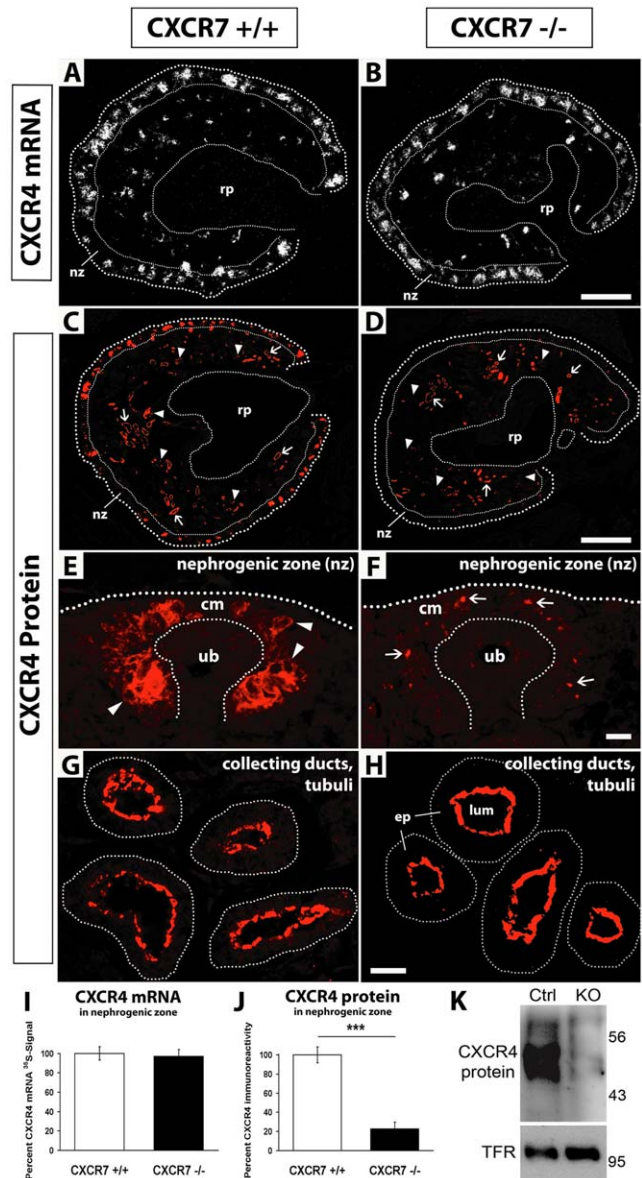 CXCR7 +/+
CXCR7 -/-
CXCR4 mRNA
A
rp
nz
B
rp
nz
CXCR4 Protein
C
rp
nz
D
rp
nz
E
nephrogenic zone (nz)
cm
ub
F
nephrogenic zone (nz)
cm
ub
G
collecting ducts,
tubuli
H
collecting ducts,
tubuli
ep
lum
I
CXCR4 mRNA
in nephrogenic zone
Percent CXCR4 mRNA ³⁵S-Signal
120
100
80
60
40
20
0
CXCR7 +/+
CXCR7 -/-
J
CXCR4 protein
in nephrogenic zone
***
Percent CXCR4 immunoreactivity
120
100
80
60
40
20
0
CXCR7 +/+
CXCR7 -/-
K
Ctrl
KO
CXCR4
protein
56
43
TFR
95